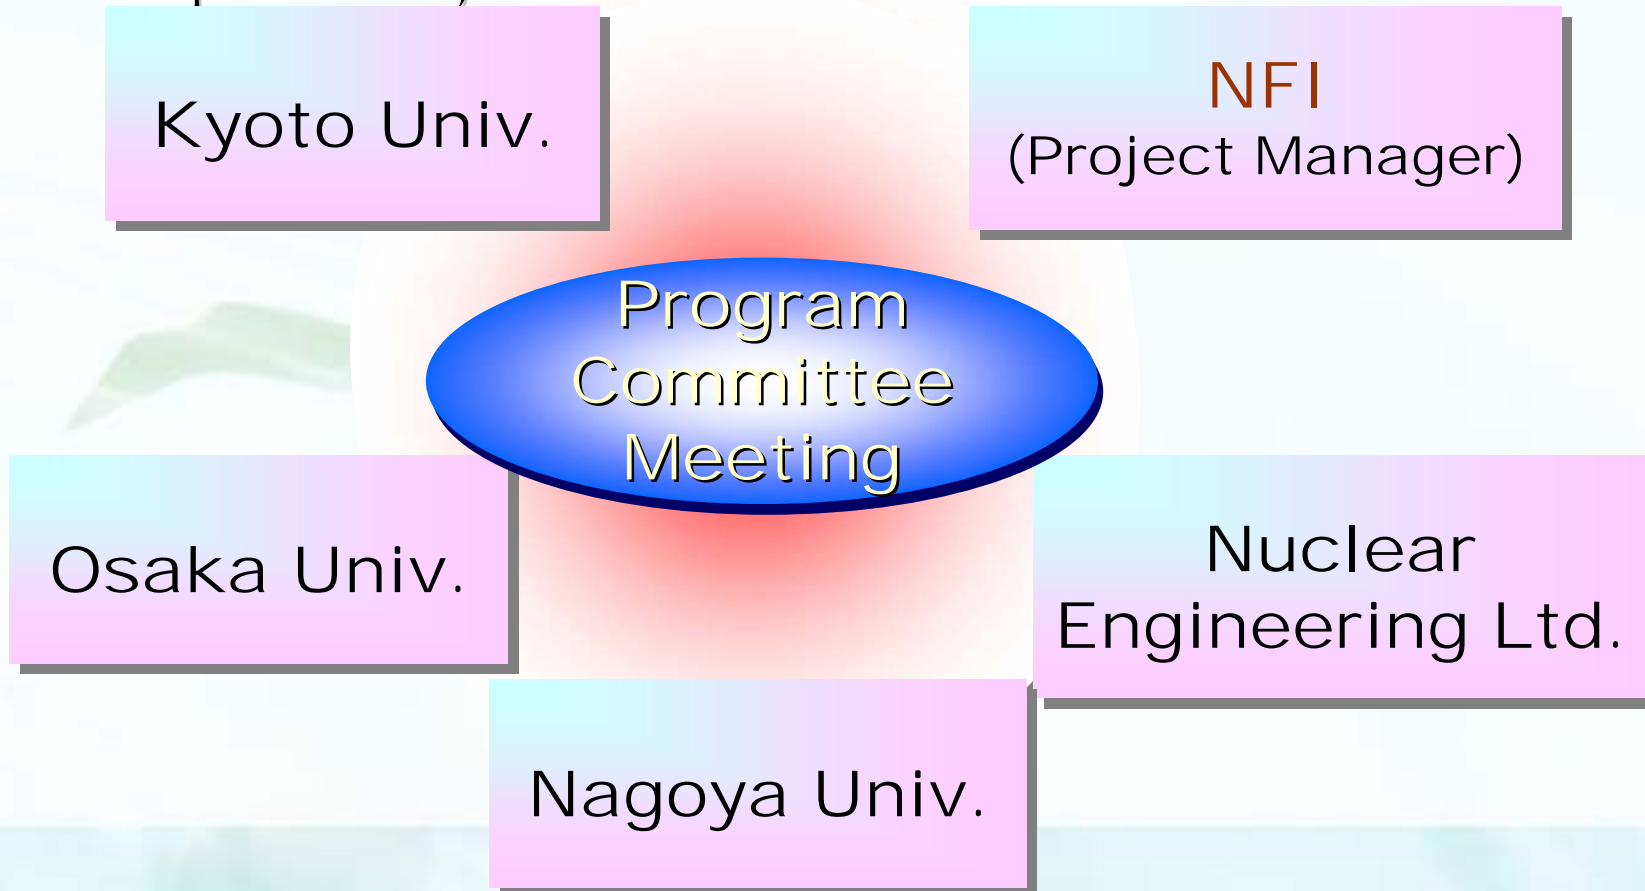 Kyoto Univ.
NFI
(Project Manager)
Program
Committee
Meeting
Osaka Univ.
Nuclear
Engineering Ltd.
Nagoya Univ.